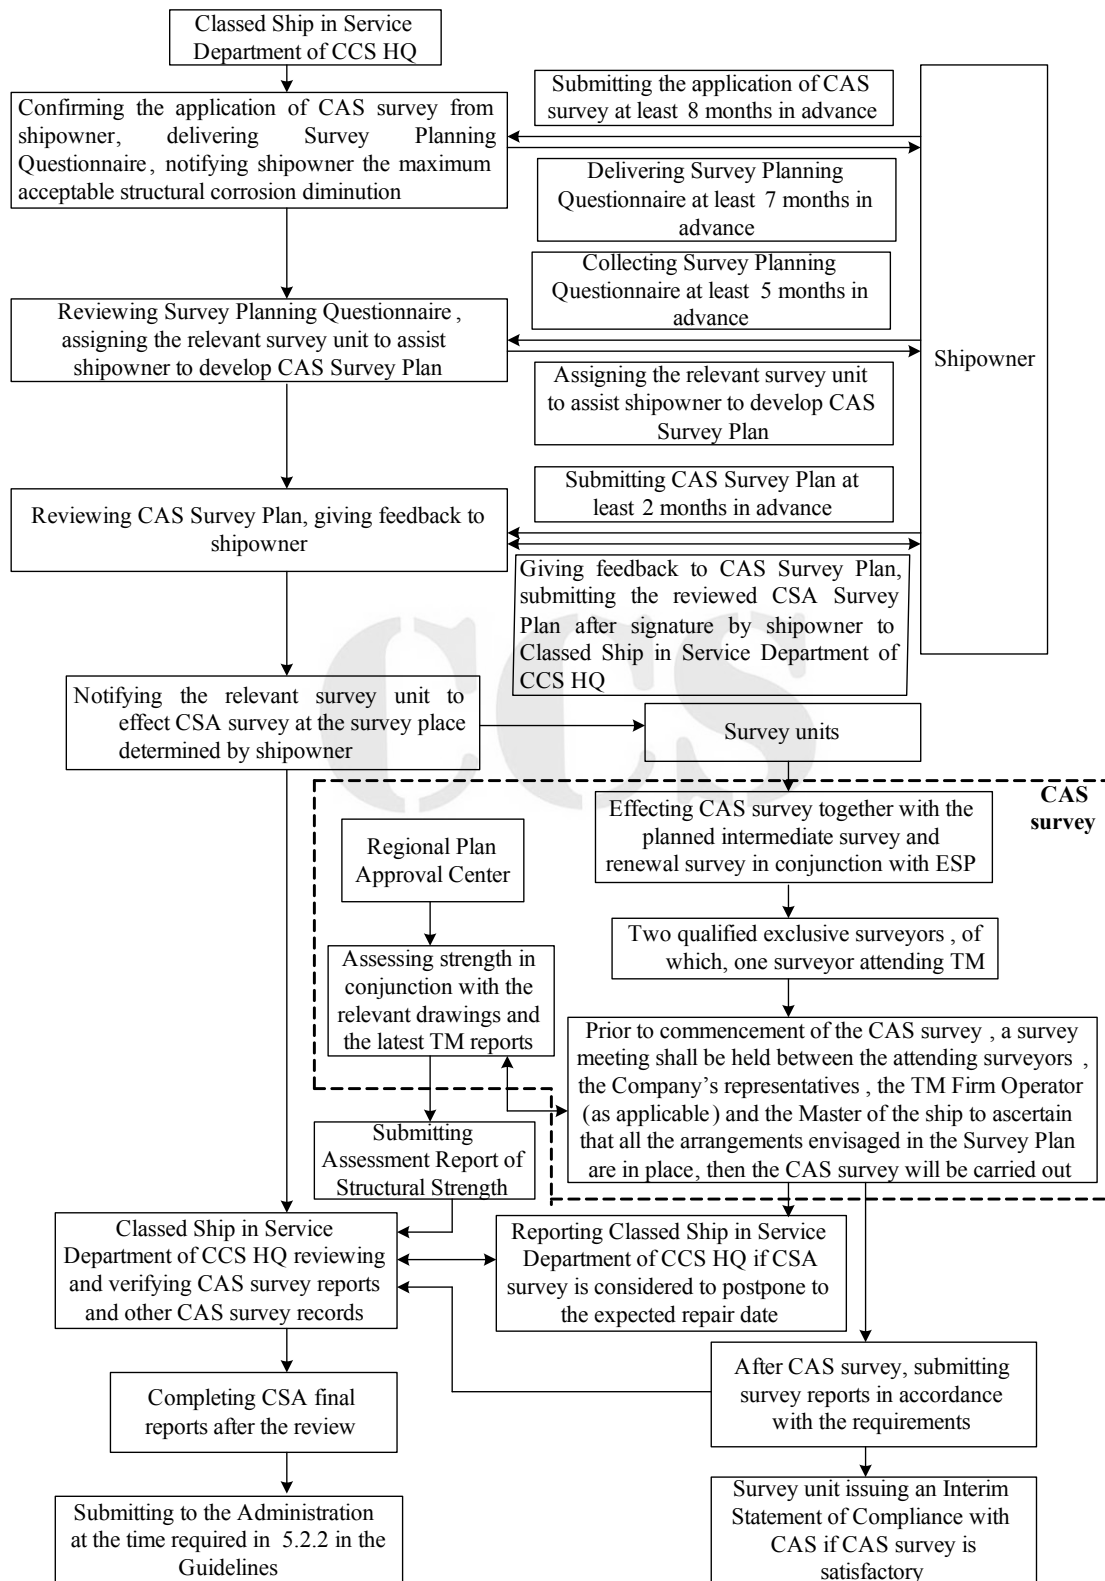 Classed Ship in Service
Department of CCS HQ
Submitting the application of CAS
survey at least 8 months in advance
Confirming the application of CAS survey from
shipowner, delivering Survey Planning
Questionnaire, notifying shipowner the maximum
acceptable structural corrosion diminution
Delivering Survey Planning
Questionnaire at least 7 months in
advance
Collecting Survey Planning
Questionnaire at least 5 months in
advance
Reviewing Survey Planning Questionnaire,
assigning the relevant survey unit to assist
shipowner to develop CAS Survey Plan
Shipowner
Assigning the relevant survey unit
to assist shipowner to develop CAS
Survey Plan
Submitting CAS Survey Plan at
least 2 months in advance
Reviewing CAS Survey Plan, giving feedback to
shipowner
Giving feedback to CAS Survey Plan,
submitting the reviewed CSA Survey
Plan after signature by shipowner to
Classed Ship in Service Department of
CCS HQ
CCS
Notifying the relevant survey unit to
effect CSA survey at the survey place
determined by shipowner
Survey units
CAS
survey
Effecting CAS survey together with the
planned intermediate survey and
renewal survey in conjunction with ESP
Regional Plan
Approval Center
Two qualified exclusive surveyors, of
which, one surveyor attending TM
Assessing strength in
conjunction with the
relevant drawings and
the latest TM reports
Prior to commencement of the CAS survey, a survey
meeting shall be held between the attending surveyors,
the Company's representatives, the TM Firm Operator
(as applicable) and the Master of the ship to ascertain
that all the arrangements envisaged in the Survey Plan
are in place, then the CAS survey will be carried out
Submitting
Assessment Report of
Structural Strength
Classed Ship in Service
Department of CCS HQ reviewing
and verifying CAS survey reports
and other CAS survey records
Reporting Classed Ship in Service
Department of CCS HQ if CSA
survey is considered to postpone to
the expected repair date
Completing CSA final
reports after the review
After CAS survey, submitting
survey reports in accordance
with the requirements
Submitting to the Administration
at the time required in 5.2.2 in the
Guidelines
Survey unit issuing an Interim
Statement of Compliance with
CAS if CAS survey is
satisfactory